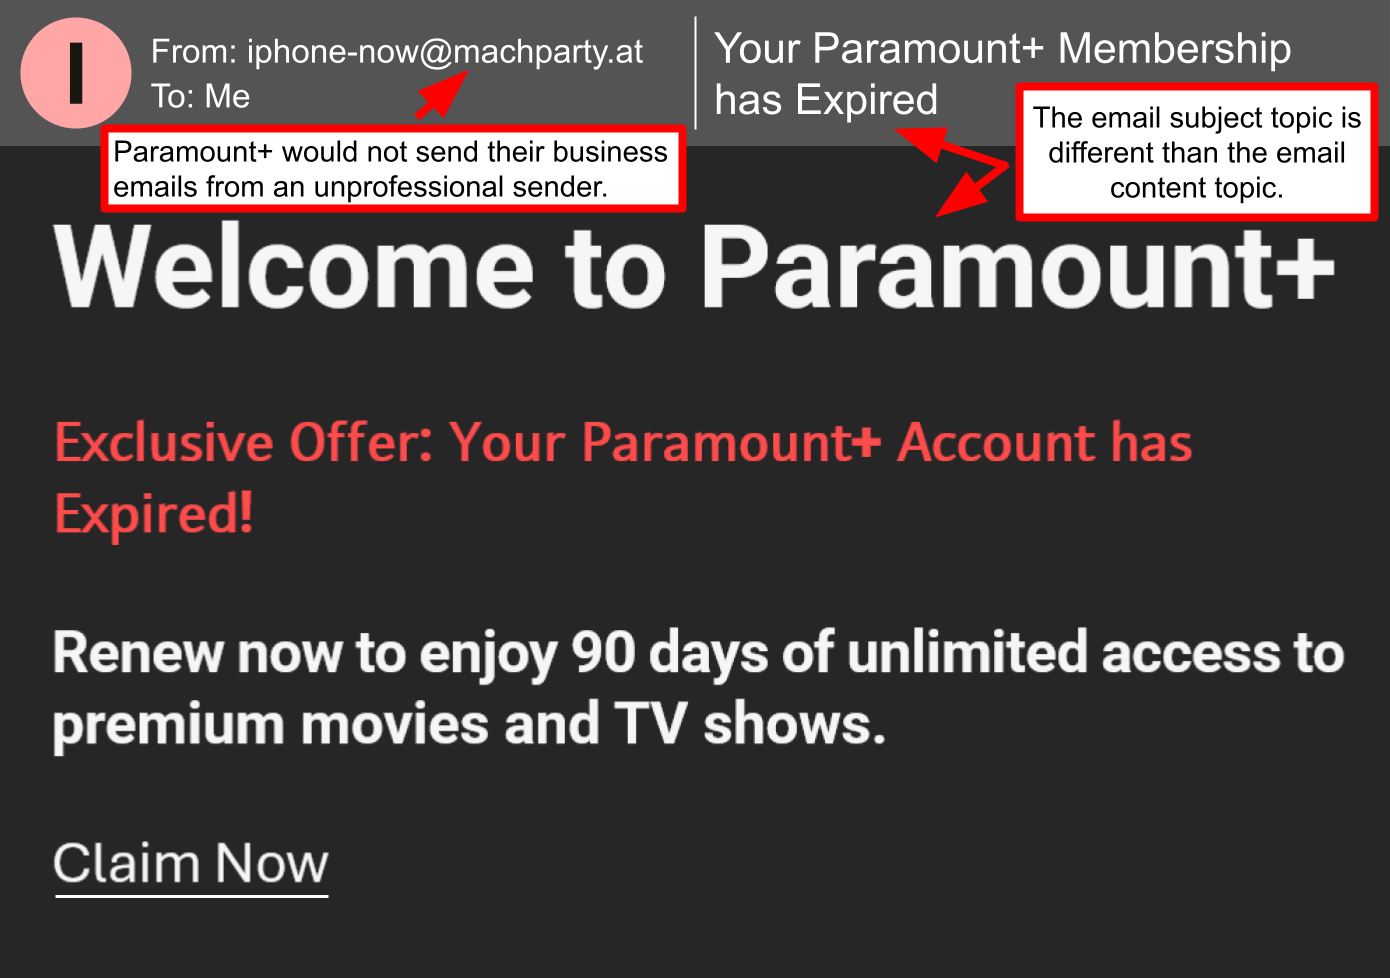 I
From: iphone-now@machparty.at
To: Me
Your Paramount+ Membership
has Expired
Paramount+ would not send their business
emails from an unprofessional sender.
The email subject topic is
different than the email
content topic.
Welcome to Paramount+
Exclusive Offer: Your Paramount+ Account has
Expired!
Renew now to enjoy 90 days of unlimited access to
premium movies and TV shows.
Claim Now